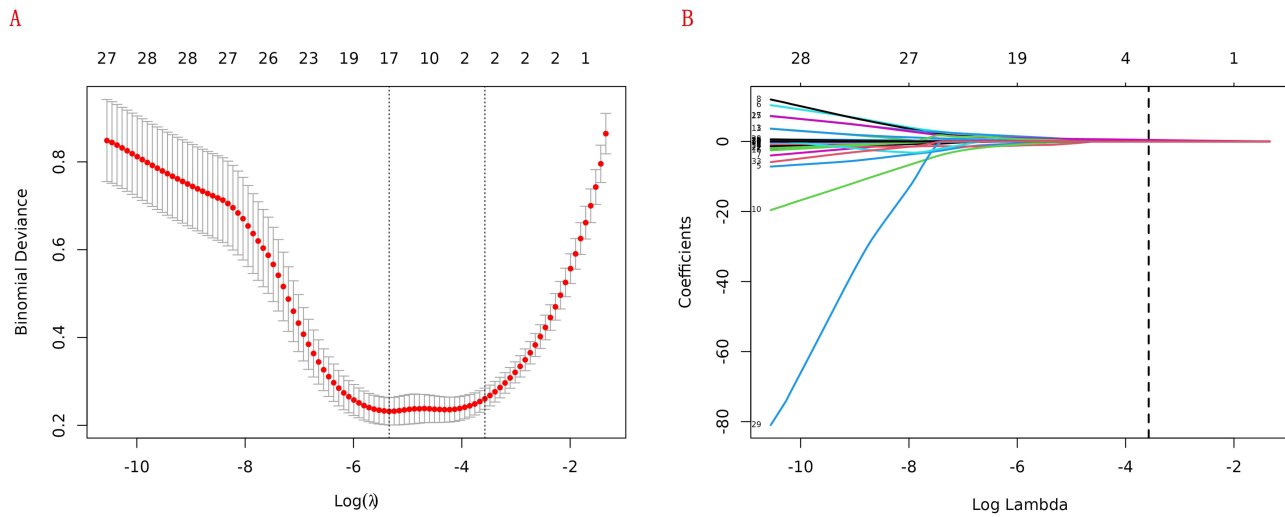 A
27 28 28 27 26 23 19 17 10 2 2 2 2 1
0.8
0.6
0.4
0.2
Binomial Deviance
-10 -8 -6 -4 -2
Log(λ)
B
28 27 19 4 1
0
-20
-40
-60
-80
Coefficients
8
6
5
10
29
-10 -8 -6 -4 -2
Log Lambda